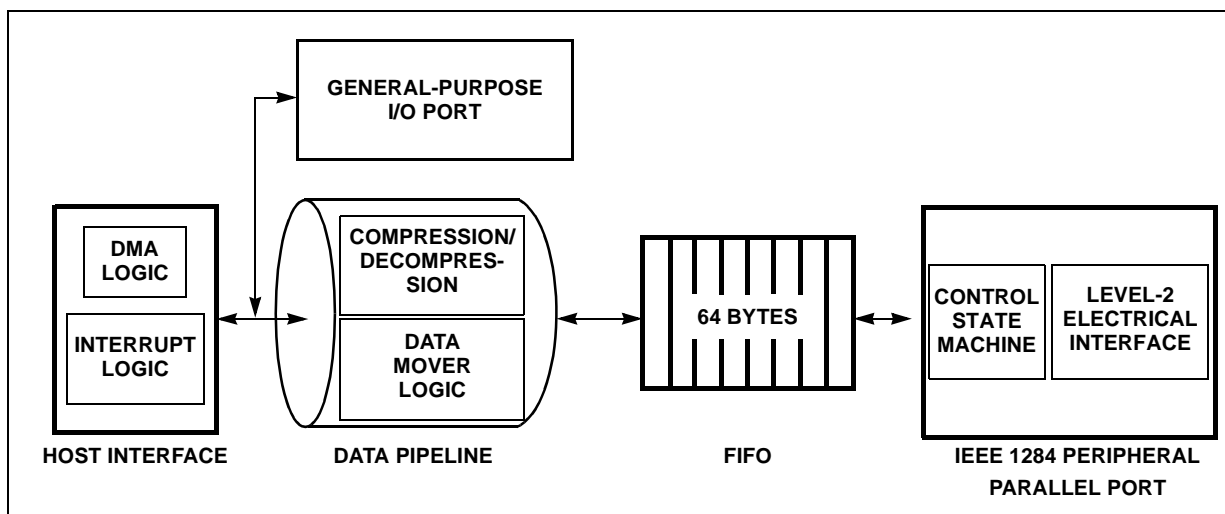 GENERAL-PURPOSE
I/O PORT
DMA
LOGIC
INTERRUPT
LOGIC
HOST INTERFACE
COMPRESSION/
DECOMPRES-
SION
DATA
MOVER
LOGIC
DATA PIPELINE
64 BYTES
FIFO
CONTROL
STATE
MACHINE
LEVEL-2
ELECTRICAL
INTERFACE
IEEE 1284 PERIPHERAL
PARALLEL PORT